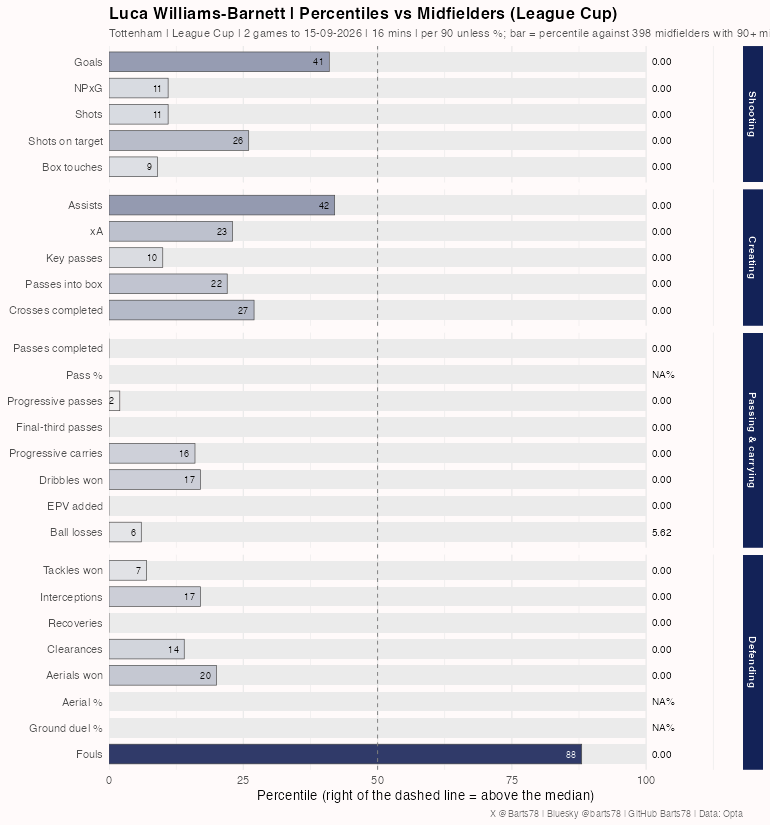 Luca Williams-Barnett | Percentiles vs Midfielders (League Cup)
Tottenham | League Cup | 2 games to 15-09-2026 | 16 mins | per 90 unless %; bar = percentile against 398 midfielders with 90+ mi
Goals 41 0.00
NPxG 11 0.00
Shots 11 0.00
Shots on target 26 0.00
Box touches 9 0.00
Shooting
Assists 42 0.00
xA 23 0.00
Key passes 10 0.00
Passes into box 22 0.00
Crosses completed 27 0.00
Creating
Passes completed 0.00
Pass % NA%
Progressive passes 2 0.00
Final-third passes 0.00
Progressive carries 16 0.00
Dribbles won 17 0.00
EPV added 0.00
Ball losses 6 5.62
Passing & carrying
Tackles won 7 0.00
Interceptions 17 0.00
Recoveries 0.00
Clearances 14 0.00
Aerials won 20 0.00
Aerial % NA%
Ground duel % NA%
Fouls 88 0.00
Defending
0 25 50 75 100
Percentile (right of the dashed line = above the median)
X @Barts78 | Bluesky @barts78 | GitHub Barts78 | Data: Opta